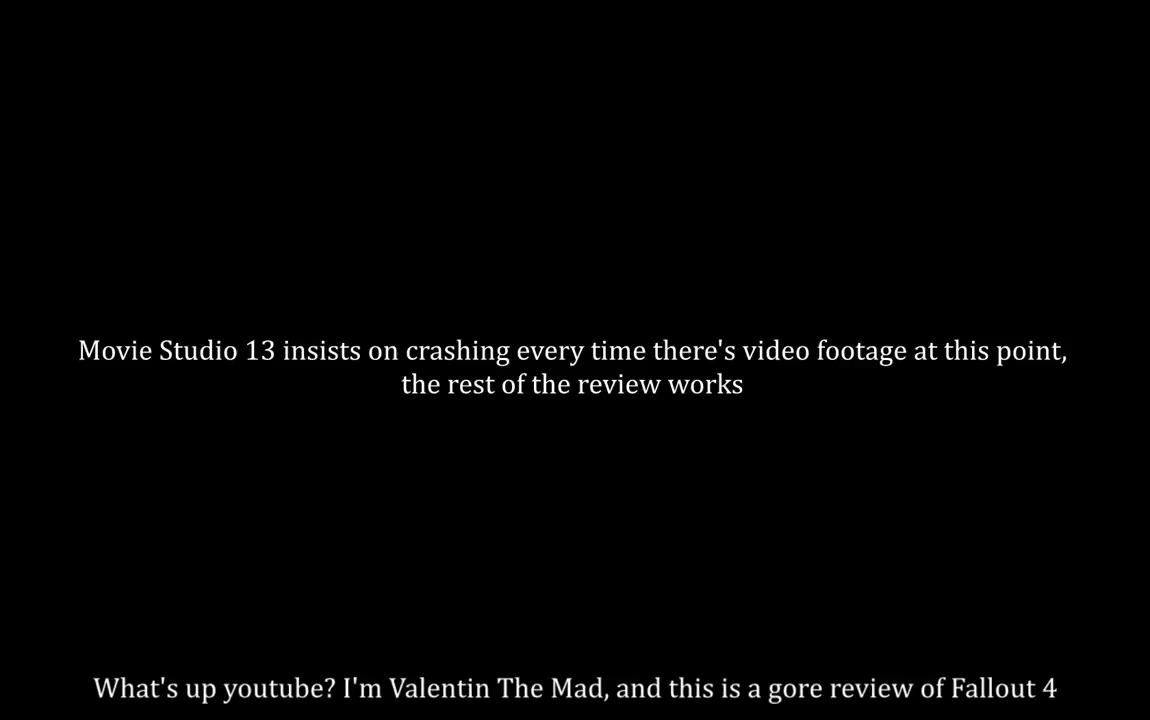 Movie Studio 13 insists on crashing every time there's video footage at this point,
the rest of the review works
What's up youtube? I'm Valentin The Mad, and this is a gore review of Fallout 4